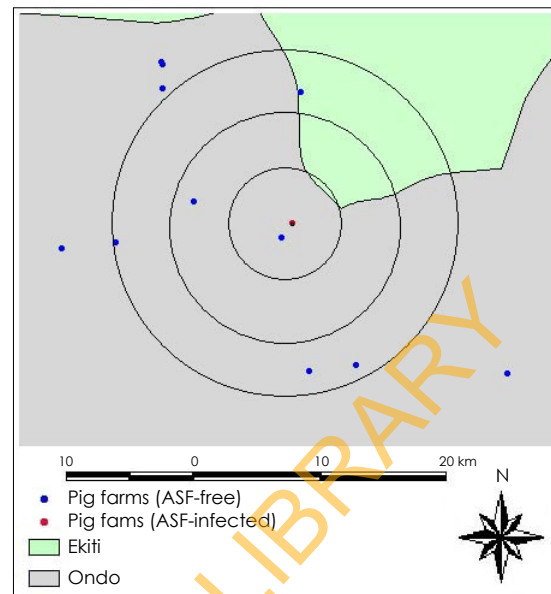 10 0 10 20 km
Pig farms (ASF-free)
Pig fams (ASF-infected)
Ekiti
Ondo
N
LIBRARY